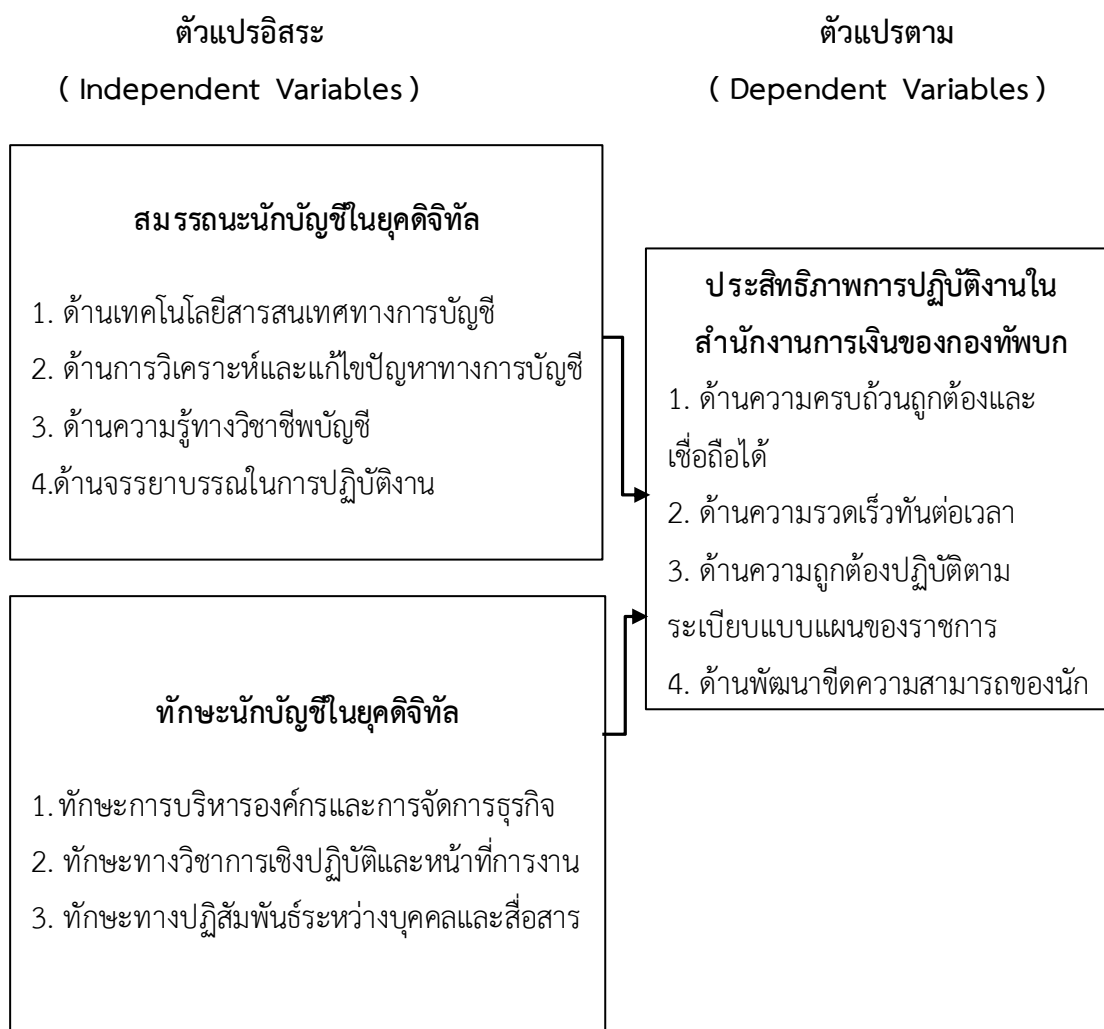 ตัวแปรอิสระ
( Independent Variables )
ตัวแปรตาม
( Dependent Variables )
สมรรถนะนักบัญชีในยุคดิจิทัล
1. ด้านเทคโนโลยีสารสนเทศทางการบัญชี
2. ด้านการวิเคราะห์และแก้ไขปัญหาทางการบัญชี
3. ด้านความรู้ทางวิชาชีพบัญชี
4.ด้านจรรยาบรรณในการปฏิบัติงาน
ทักษะนักบัญชีในยุคดิจิทัล
1. ทักษะการบริหารองค์กรและการจัดการธุรกิจ
2. ทักษะทางวิชาการเชิงปฏิบัติและหน้าที่การงาน
3. ทักษะทางปฏิสัมพันธ์ระหว่างบุคคลและสื่อสาร
ประสิทธิภาพการปฏิบัติงานใน
สำนักงานการเงินของกองทัพบก
1. ด้านความครบถ้วนถูกต้องและ
เชื่อถือได้
2. ด้านความรวดเร็วทันต่อเวลา
3. ด้านความถูกต้องปฏิบัติตาม
ระเบียบแบบแผนของราชการ
4. ด้านพัฒนาขีดความสามารถของนัก